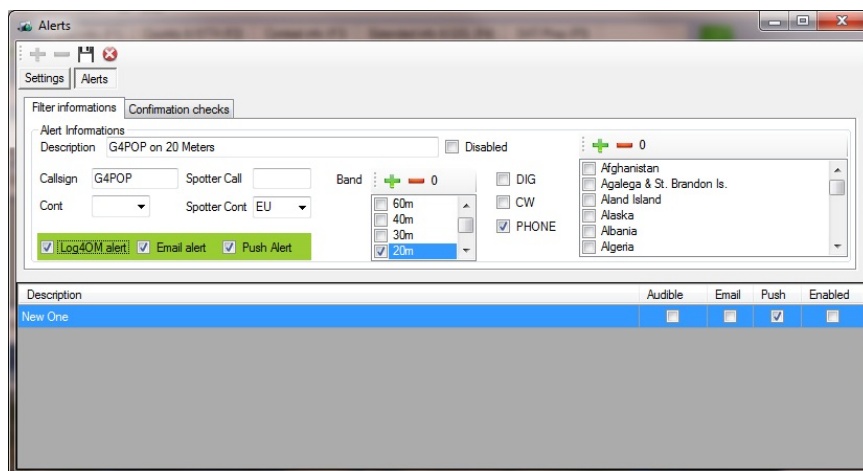 Alerts
Settings Alerts
Filter informations Confirmation checks
Alert Informations
Description G4POP on 20 Meters Disabled
0
Callsign G4POP Spotter Call
Band 0
DIG
Cont Spotter Cont EU
CW
PHONE
60m
40m
30m
20m
Afghanistan
Agalega & St. Brandon Is.
Aland Island
Alaska
Albania
Algeria
Log4OM alert Email alert Push Alert
Description Audible Email Push Enabled
New One